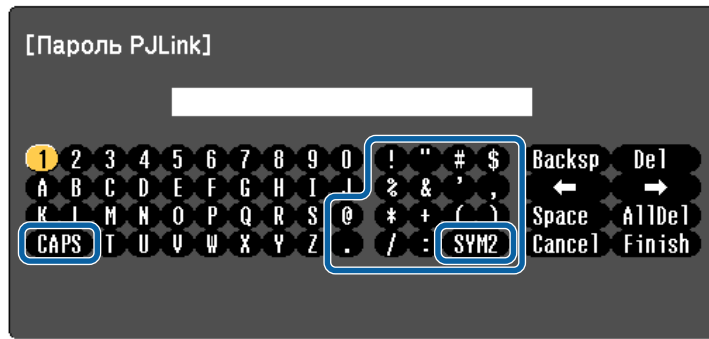 [Пароль PJLink]
1 2 3 4 5 6 7 8 9 0 ! " # $ Backsp Del
A B C D E F G H I J % & ' , ← →
K L M N O P Q R S @ * + ( ) Space AllDel
CAPS T U V W X Y Z . / : SYM2 Cancel Finish